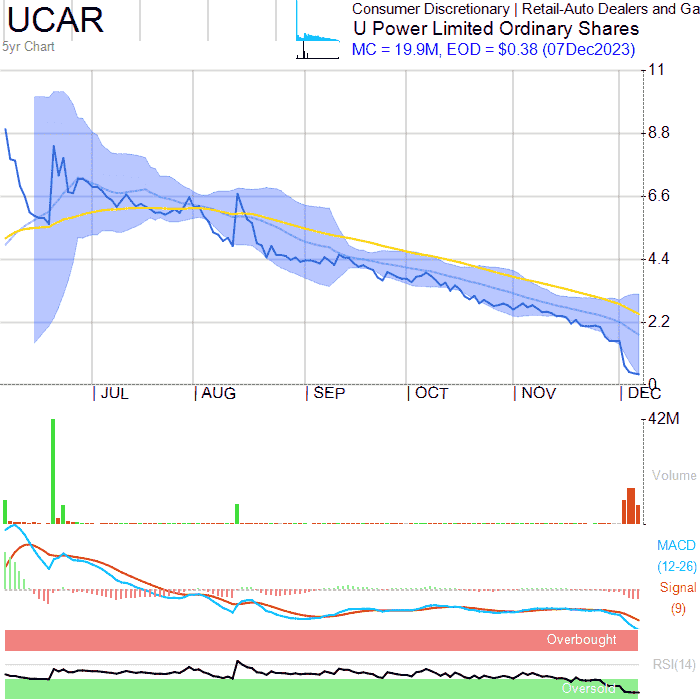 UCAR
5yr Chart
Consumer Discretionary | Retail-Auto Dealers and Ga
U Power Limited Ordinary Shares
MC = 19.9M, EOD = $0.38 (07Dec2023)
11
8.8
6.6
4.4
2.2
0
JUL
AUG
SEP
OCT
NOV
DEC
42M
Volume
MACD
(12-26)
Signal
(9)
Overbought
RSI(14)
Oversold